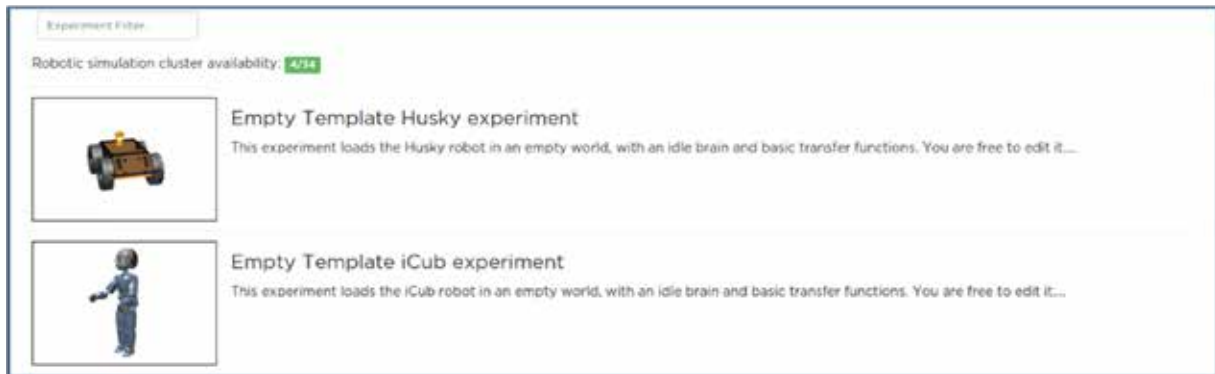 Experiment Filter
Robotic simulation cluster availability: 4/34
Empty Template Husky experiment
This experiment loads the Husky robot in an empty world, with an idle brain and basic transfer functions. You are free to edit it....
Empty Template iCub experiment
This experiment loads the iCub robot in an empty world, with an idle brain and basic transfer functions. You are free to edit it....